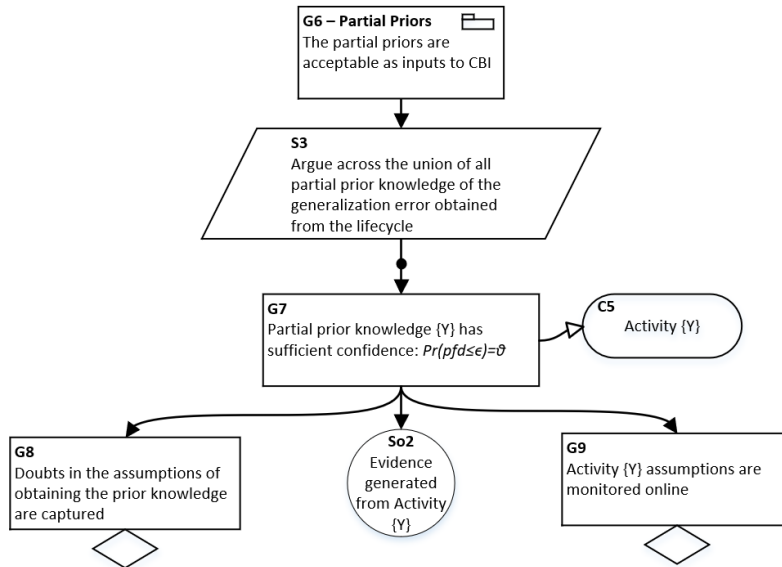 G6 – Partial Priors
The partial priors are
acceptable as inputs to CBI
S3
Argue across the union of all
partial prior knowledge of the
generalization error obtained
from the lifecycle
G7
Partial prior knowledge {Y} has
sufficient confidence: Pr(pfd≤ϵ)=ϑ
C5
Activity {Y}
G8
Doubts in the assumptions of
obtaining the prior knowledge
are captured
So2
Evidence
generated
from Activity
{Y}
G9
Activity {Y} assumptions are
monitored online